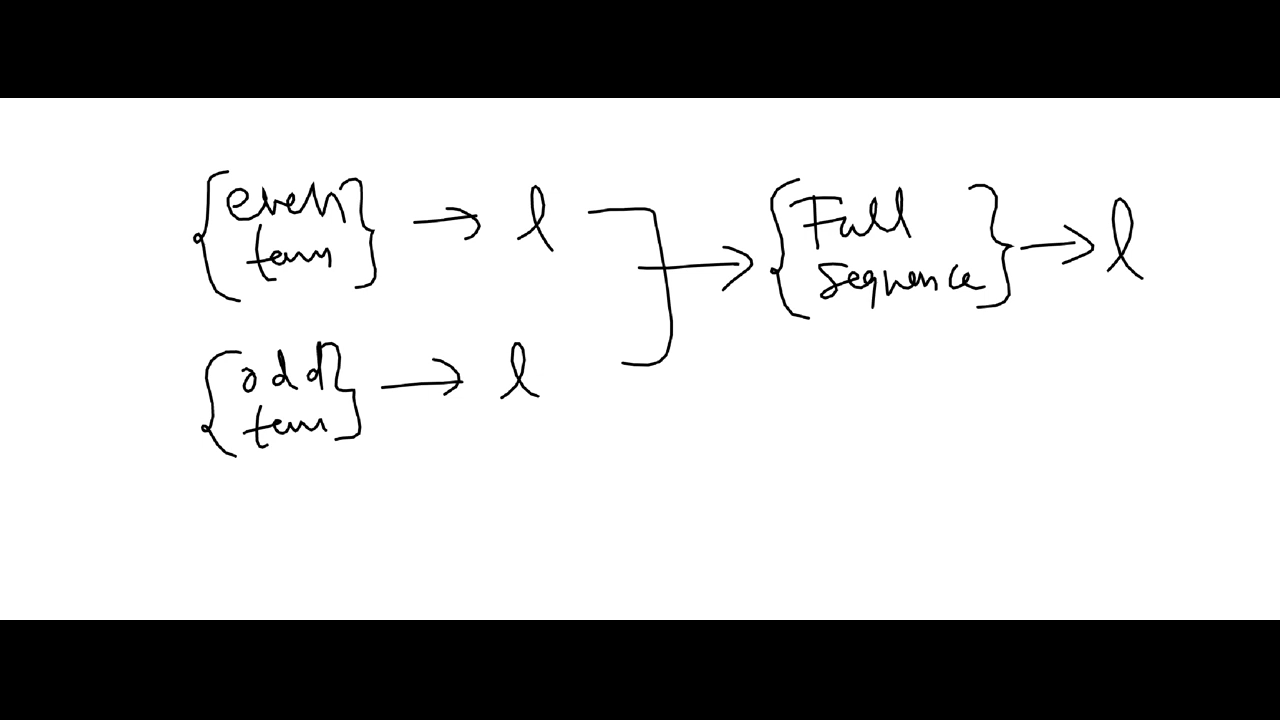 {even term} → l
{odd term} → l
→ {Full sequence} → l